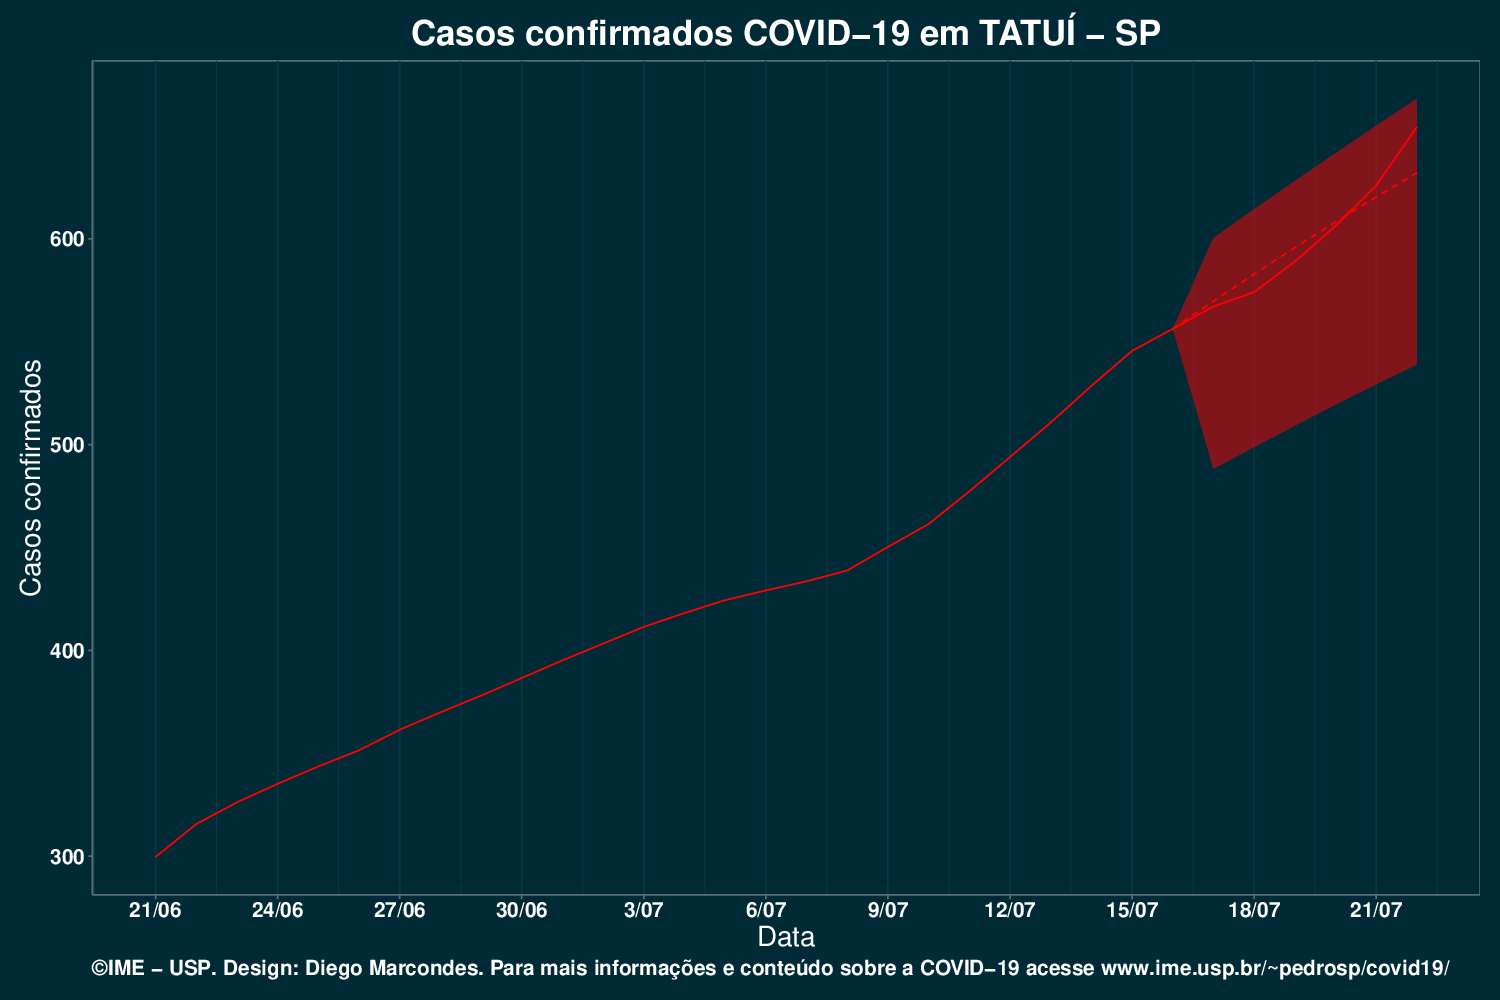 Casos confirmados COVID−19 em TATUÍ − SP
Casos confirmados
600
500
400
300
21/06 24/06 27/06 30/06 3/07 6/07 9/07 12/07 15/07 18/07 21/07
Data
©IME − USP. Design: Diego Marcondes. Para mais informações e conteúdo sobre a COVID−19 acesse www.ime.usp.br/~pedrosp/covid19/